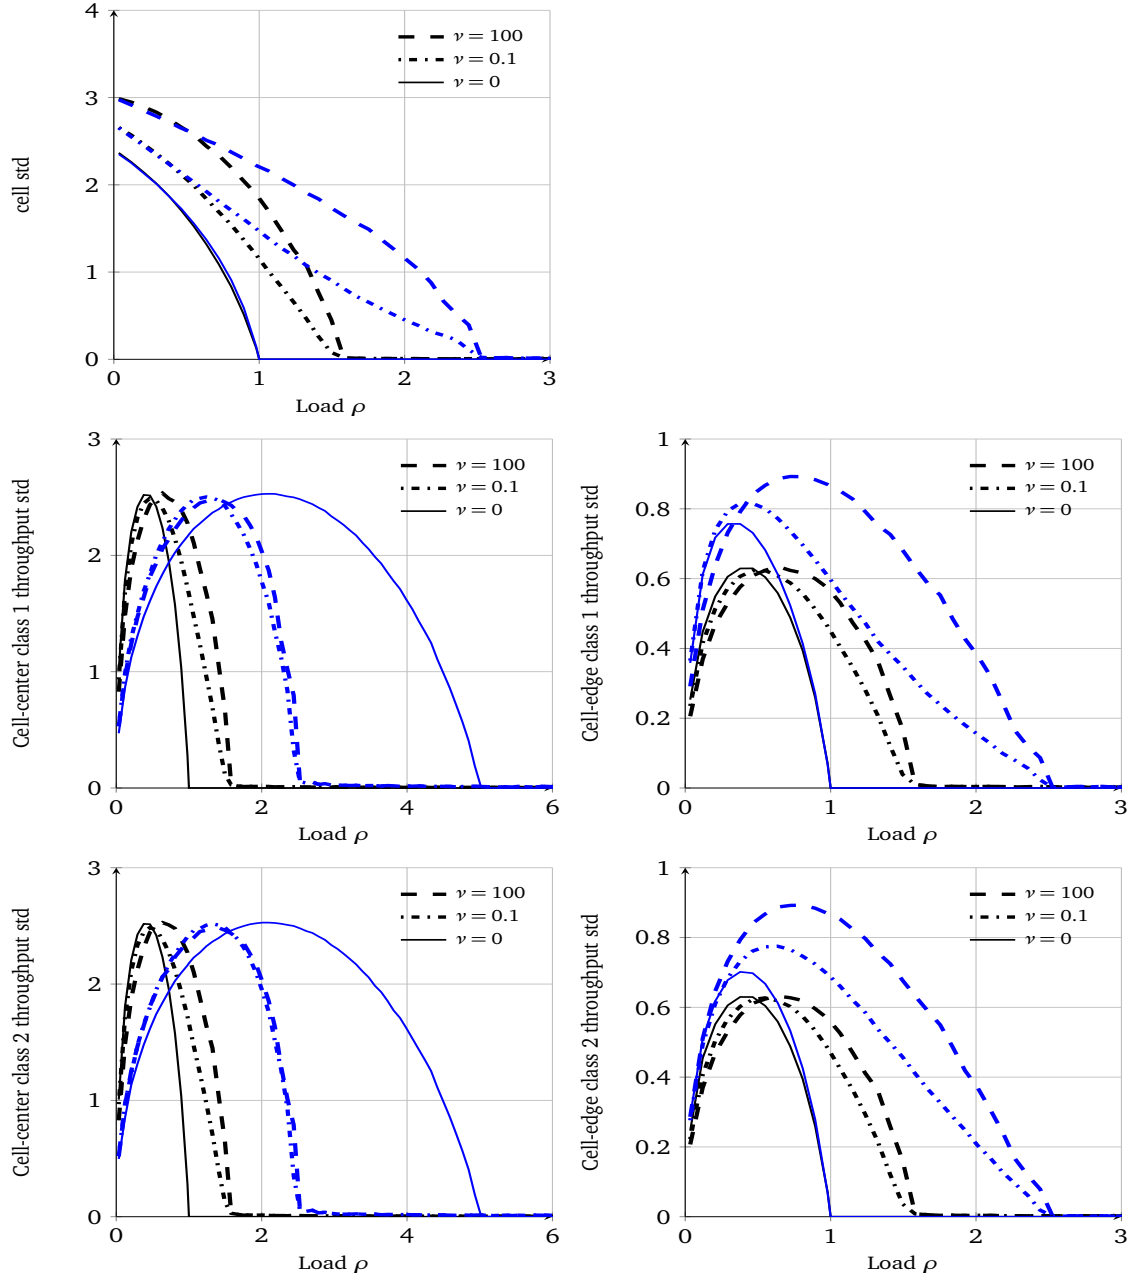 4
3
2
1
0
0 1 2 3
cell std
Load ρ
ν = 100
ν = 0.1
ν = 0
3
2
1
0
0 2 4 6
Cell-center class 1 throughput std
Load ρ
ν = 100
ν = 0.1
ν = 0
1
0.8
0.6
0.4
0.2
0
0 1 2 3
Cell-edge class 1 throughput std
Load ρ
ν = 100
ν = 0.1
ν = 0
3
2
1
0
0 2 4 6
Cell-center class 2 throughput std
Load ρ
ν = 100
ν = 0.1
ν = 0
1
0.8
0.6
0.4
0.2
0
0 1 2 3
Cell-edge class 2 throughput std
Load ρ
ν = 100
ν = 0.1
ν = 0